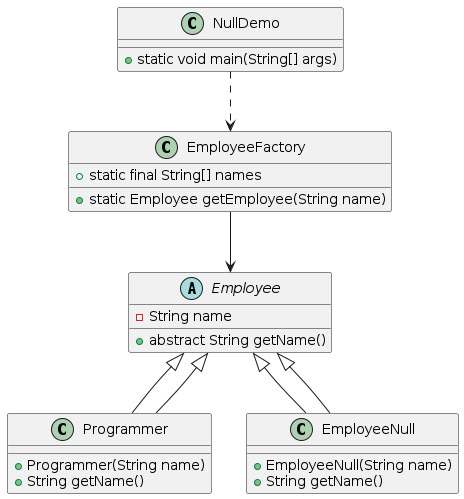 C NullDemo
static void main(String[] args)
C EmployeeFactory
static final String[] names
static Employee getEmployee(String name)
A Employee
String name
abstract String getName()
C Programmer
Programmer(String name)
String getName()
C EmployeeNull
EmployeeNull(String name)
String getName()